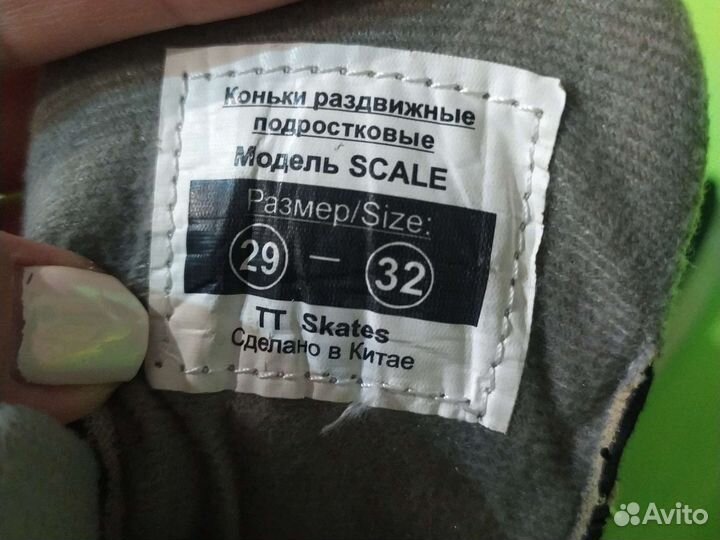 Коньки раздвижные
подростковые
Модель SCALE
Размер/Size:
29 — 32
TT Skates
Сделано в Китае
Avito